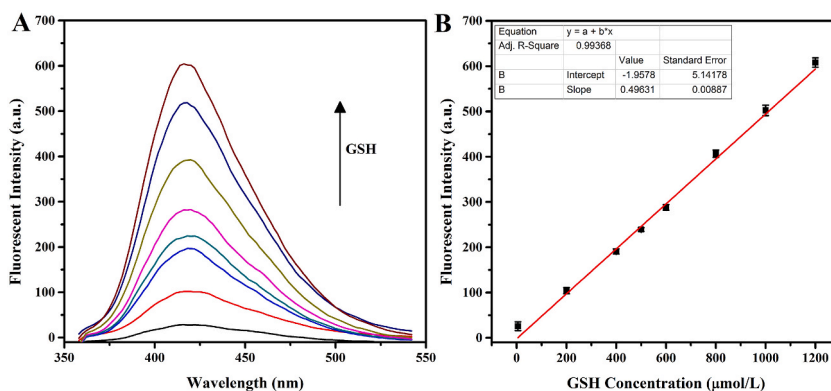 A
Fluorescent Intensity (a.u.)
700
600
500
400
300
200
100
0
GSH
350
400
450
500
550
Wavelength (nm)
B
Fluorescent Intensity (a.u.)
700
600
500
400
300
200
100
0
Equation y = a + b*x
Adj. R-Square 0.99368
Value Standard Error
B Intercept -1.9578 5.14178
B Slope 0.49631 0.00887
0 200 400 600 800 1000 1200
GSH Concentration (μmol/L)